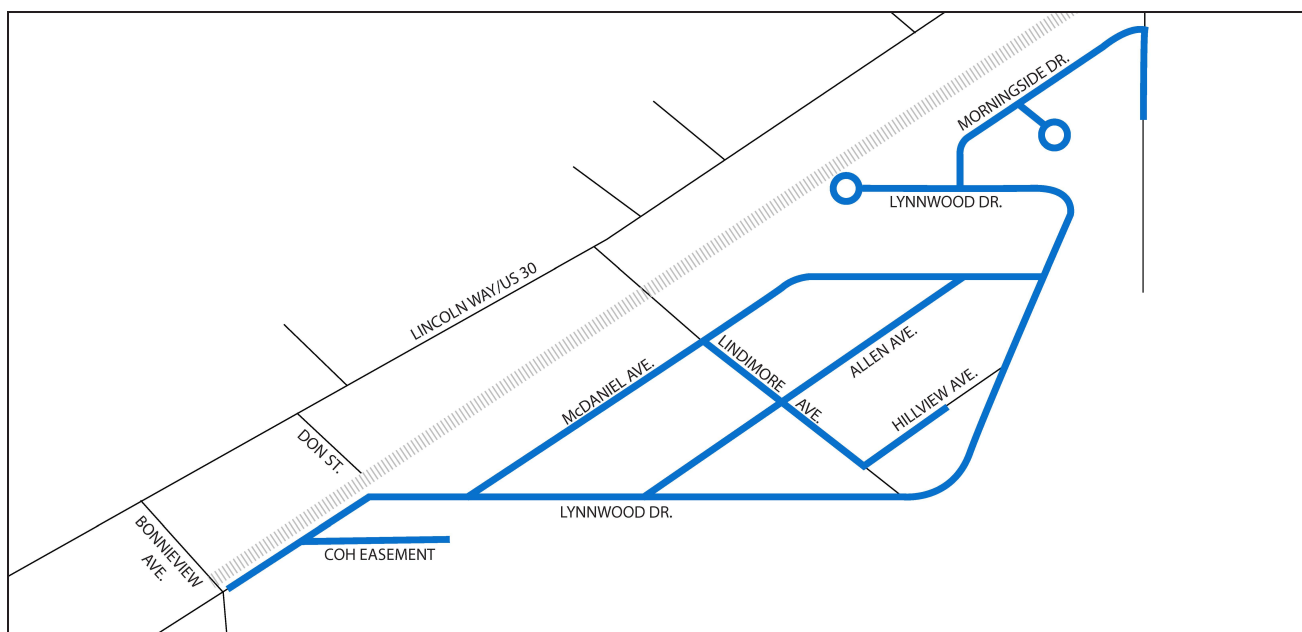 MORNINGSIDE DR.
LYNNWOOD DR.
LINCOLN WAY/US 30
LINDIMORE
AVE.
ALLEN AVE.
McDANIEL AVE.
HILLVIEW AVE.
DON ST.
LYNNWOOD DR.
BONNIEVIEW
AVE.
COH EASEMENT